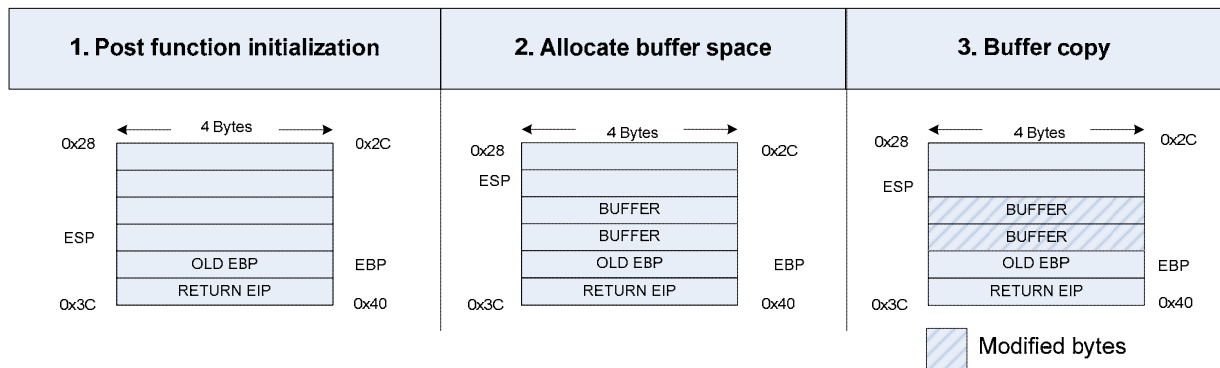 1. Post function initialization
2. Allocate buffer space
3. Buffer copy
4 Bytes
0x28
0x2C
ESP
OLD EBP
EBP
RETURN EIP
0x3C
0x40
4 Bytes
0x28
0x2C
ESP
BUFFER
BUFFER
OLD EBP
EBP
RETURN EIP
0x3C
0x40
4 Bytes
0x28
0x2C
ESP
BUFFER
BUFFER
OLD EBP
EBP
RETURN EIP
0x3C
0x40
Modified bytes